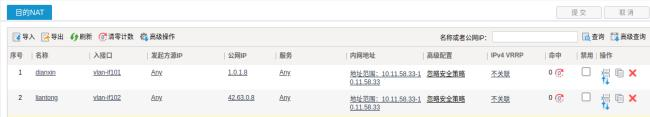 目的NAT
提 交 取 消
导入 导出 刷新 清零计数 高级操作 名称或者公网IP: 查询 高级查询
序号 名称 入接口 发起方源IP 公网IP 服务 内网地址 高级配置 IPv4 VRRP 命中 禁用 操作
1 dianxin vlan-if101 Any 1.0.1.8 Any 地址范围: 10.11.58.33-1 忽略安全策略 不关联 0
0.11.58.33
2 liantong vlan-if102 Any 42.63.0.8 Any 地址范围: 10.11.58.33-1 忽略安全策略 不关联 0
0.11.58.33